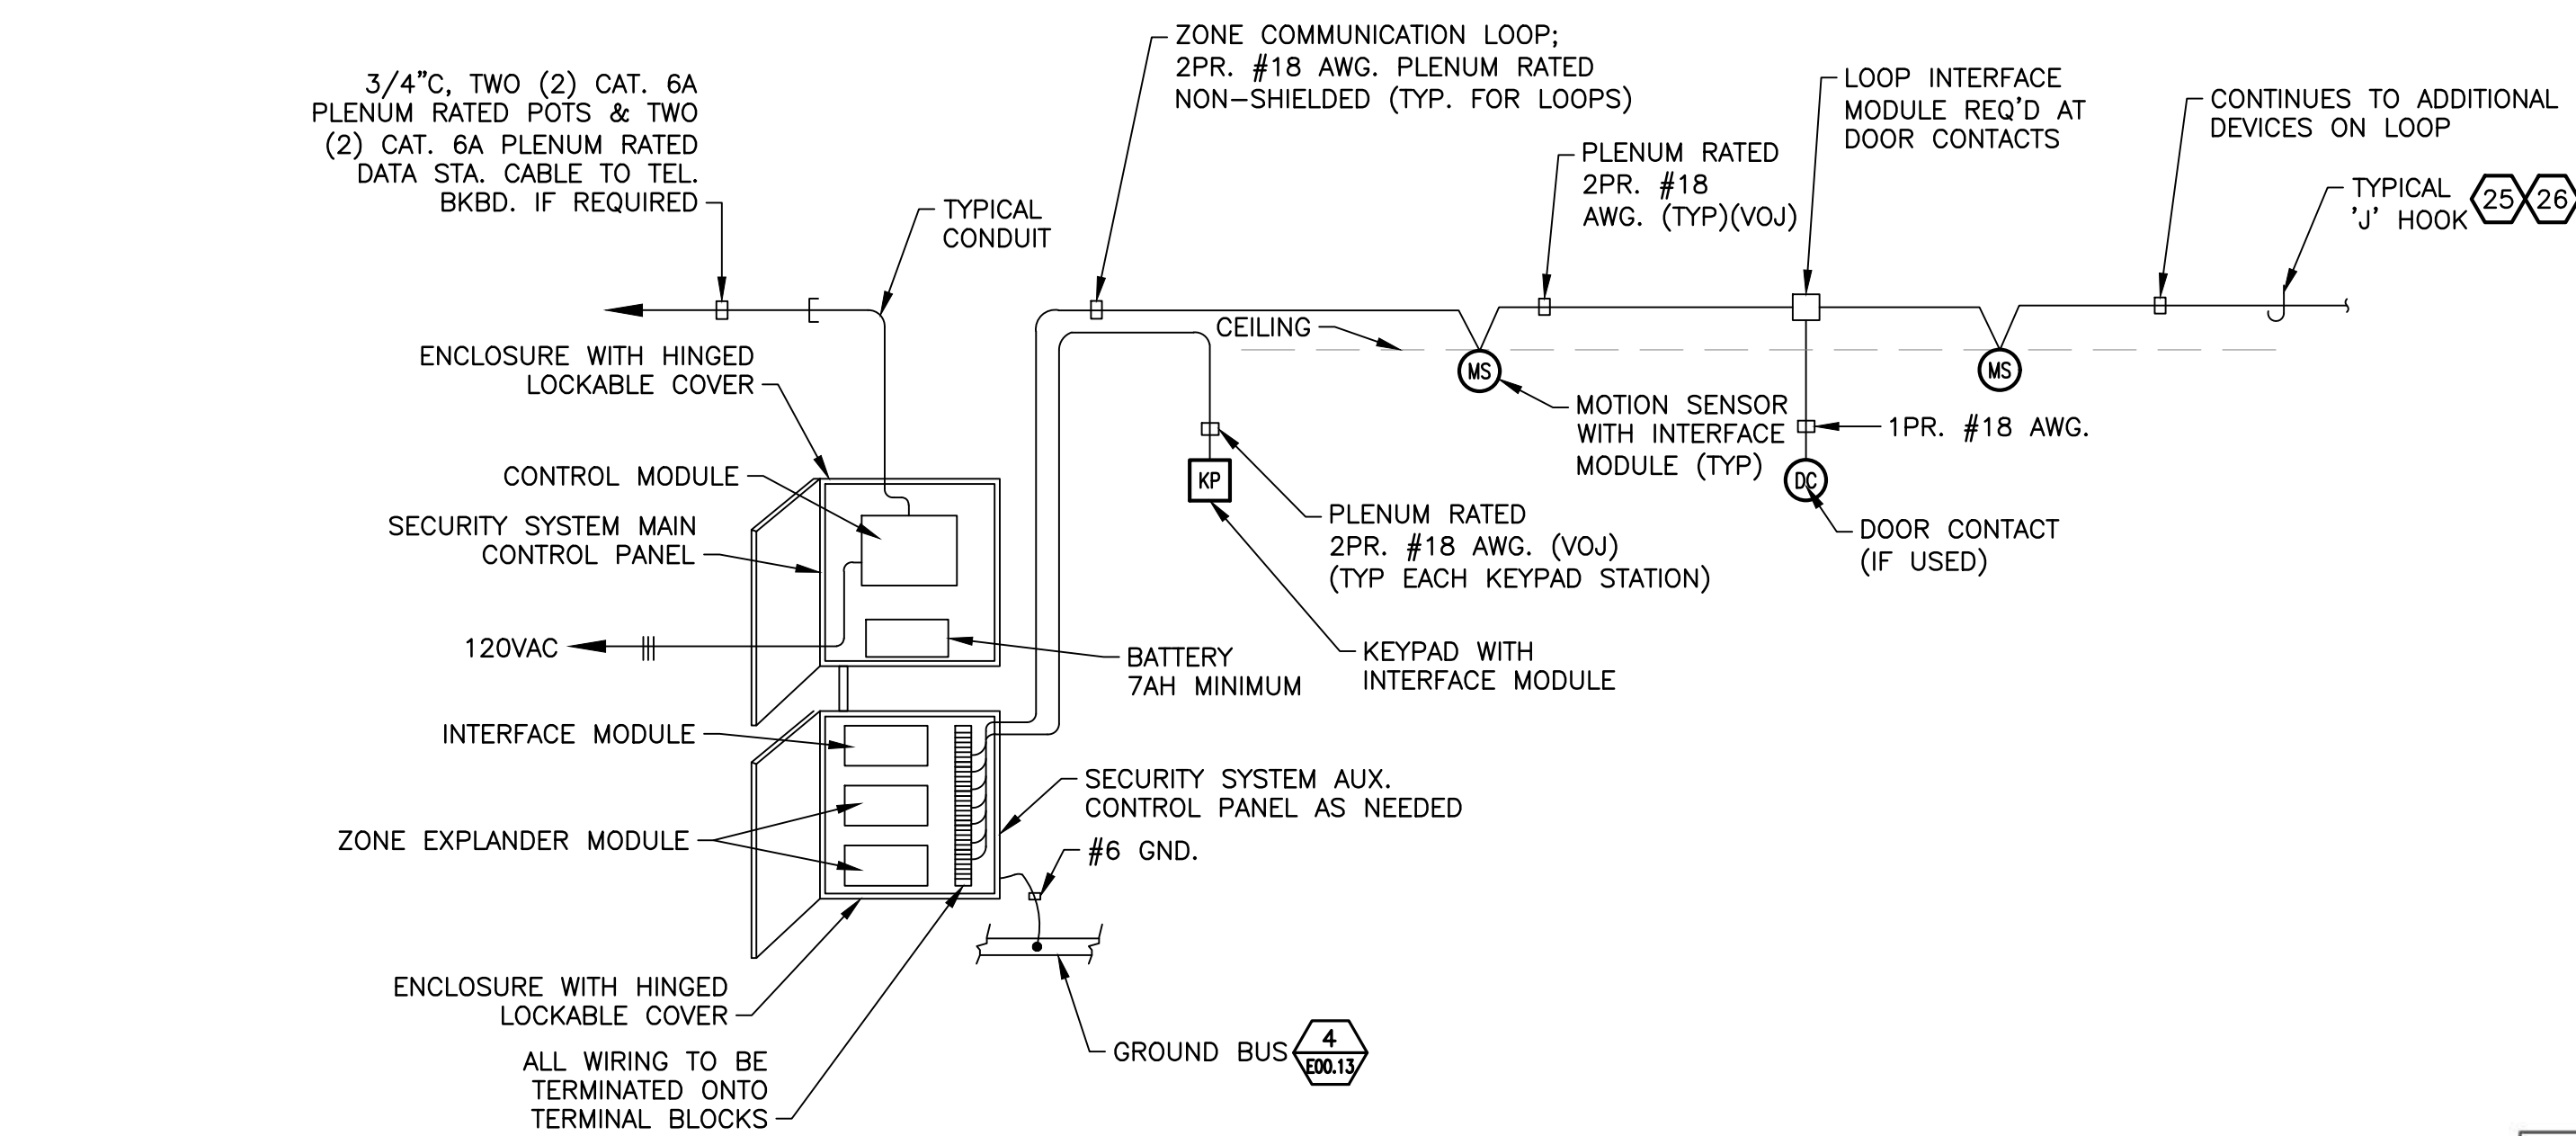 ZONE COMMUNICATION LOOP;
2PR. #18 AWG. PLENUM RATED
NON-SHIELDED (TYP. FOR LOOPS)
3/4"C, TWO (2) CAT. 6A
PLENUM RATED POTS & TWO
(2) CAT. 6A PLENUM RATED
DATA STA. CABLE TO TEL.
BKBD. IF REQUIRED
LOOP INTERFACE
MODULE REQ'D AT
DOOR CONTACTS
CONTINUES TO ADDITIONAL
DEVICES ON LOOP
PLENUM RATED
2PR. #18
AWG. (TYP)(VOJ)
TYPICAL
'J' HOOK
25
26
TYPICAL
CONDUIT
CEILING
ENCLOSURE WITH HINGED
LOCKABLE COVER
MS
MS
MOTION SENSOR
WITH INTERFACE
MODULE (TYP)
1PR. #18 AWG.
CONTROL MODULE
KP
DC
SECURITY SYSTEM MAIN
CONTROL PANEL
PLENUM RATED
2PR. #18 AWG. (VOJ)
(TYP EACH KEYPAD STATION)
DOOR CONTACT
(IF USED)
120VAC
BATTERY
7AH MINIMUM
KEYPAD WITH
INTERFACE MODULE
INTERFACE MODULE
SECURITY SYSTEM AUX.
CONTROL PANEL AS NEEDED
ZONE EXPLANDER MODULE
#6 GND.
ENCLOSURE WITH HINGED
LOCKABLE COVER
GROUND BUS
4
E00.13
ALL WIRING TO BE
TERMINATED ONTO
TERMINAL BLOCKS